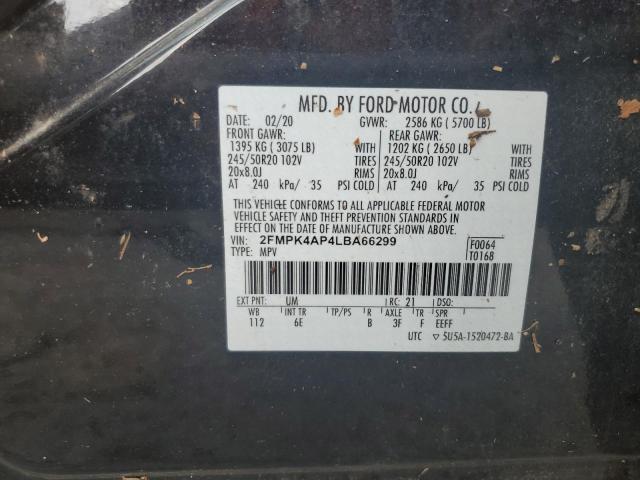 MFD. BY FORD MOTOR CO.
02/20 GVWR: 2586 KG ( 5700 LB)
FRONT GAWR: REAR GAWR:
1395 KG ( 3075 LB) WITH 1202 KG ( 2650 LB) WITH
245/50R20 102V TIRES 245/50R20 102V TIRES
20x8.0J RIMS 20x8.0J RIMS
AT 240 kPa/ 35 PSI COLD AT 240 kPa/ 35 PSI COLD
THIS VEHICLE CONFORMS TO ALL APPLICABLE FEDERAL MOTOR
VEHICLE SAFETY AND THEFT PREVENTION STANDARDS IN
EFFECT ON THE DATE OF MANUFACTURE SHOWN ABOVE.
VIN: 2FMPK4AP4LBA66299 F0064
TYPE: MPV T0168
EXT PNT: UM RC: 21 DSO:
WB INT TR TP/PS R AXLE TR SPR
112 6E B 3F F EEFF
UTC ▽ 5U5A-1520472-BA